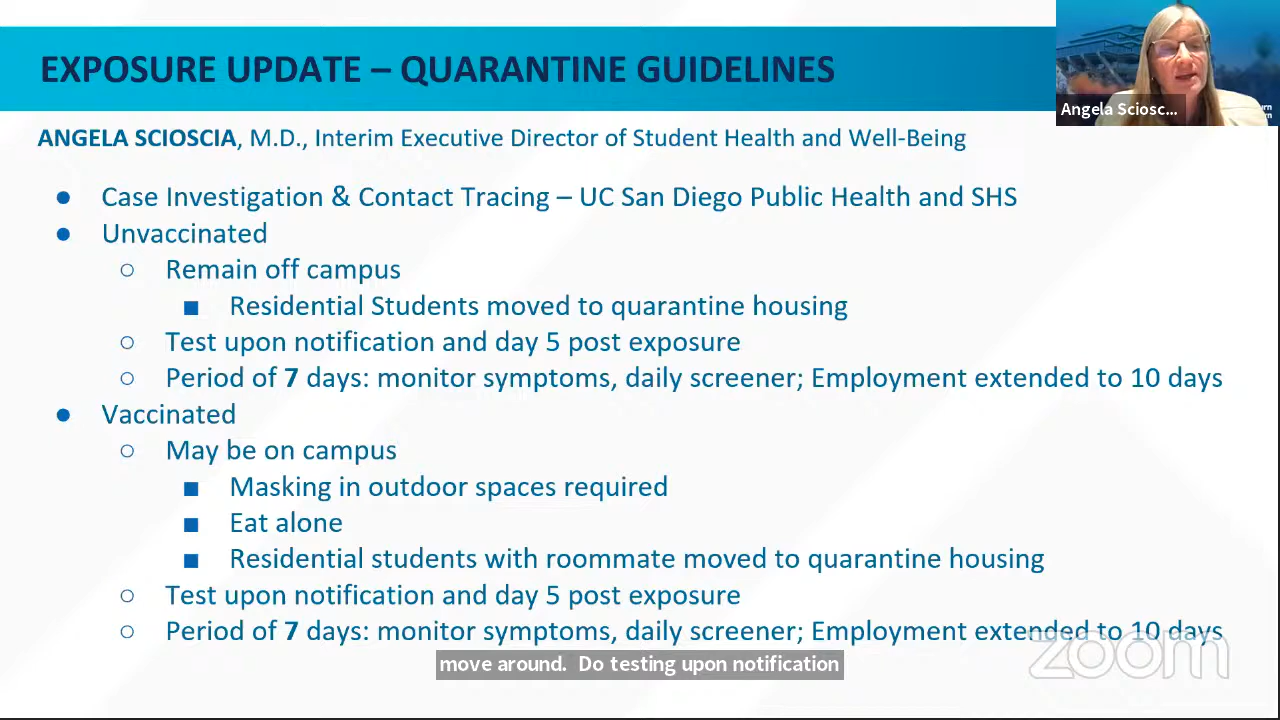 EXPOSURE UPDATE – QUARANTINE GUIDELINES
Angela Sciosc...
ANGELA SCIOSCIA, M.D., Interim Executive Director of Student Health and Well-Being
● Case Investigation & Contact Tracing – UC San Diego Public Health and SHS
● Unvaccinated
○ Remain off campus
■ Residential Students moved to quarantine housing
○ Test upon notification and day 5 post exposure
○ Period of 7 days: monitor symptoms, daily screener; Employment extended to 10 days
● Vaccinated
○ May be on campus
■ Masking in outdoor spaces required
■ Eat alone
■ Residential students with roommate moved to quarantine housing
○ Test upon notification and day 5 post exposure
○ Period of 7 days: monitor symptoms, daily screener; Employment extended to 10 days
zoom
move around. Do testing upon notification